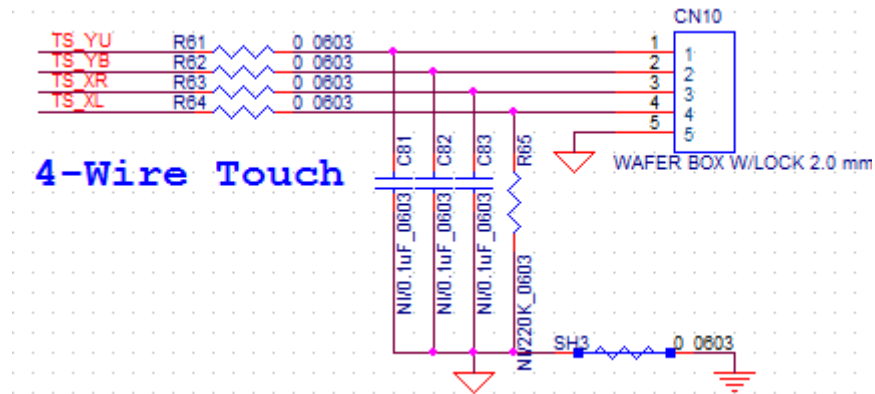 CN10
TS_YU R61 0_0603 1 1
TS_YB R62 0_0603 2 2
TS_XR R63 0_0603 3 3
TS_XL R64 0_0603 4 4
5 5
WAFER BOX W/LOCK 2.0 mm
4-Wire Touch
C81
C82
C83
R65
NI/0.1uF_0603
NI/0.1uF_0603
NI/0.1uF_0603
NI/220K_0603
SH3 0_0603